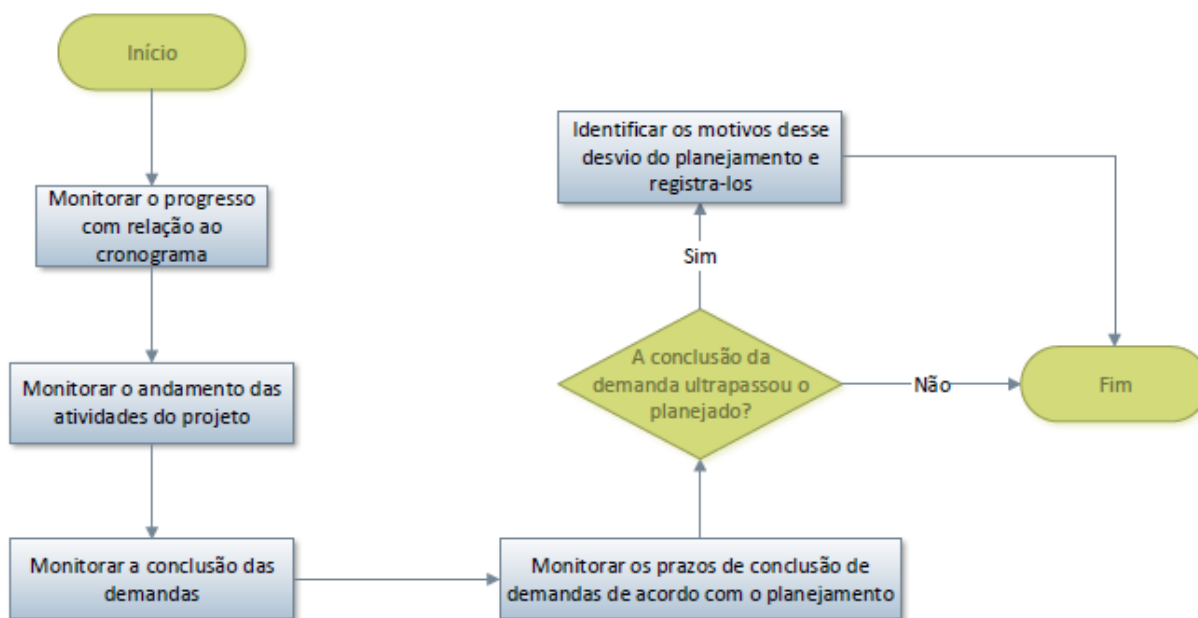 Início
Monitorar o progresso
com relação ao
cronograma
Monitorar o andamento das
atividades do projeto
Monitorar a conclusão das
demandas
Monitorar os prazos de conclusão de
demandas de acordo com o planejamento
A conclusão da
demanda ultrapassou o
planejado?
Sim
Identificar os motivos desse
desvio do planejamento e
registra-los
Não
Fim